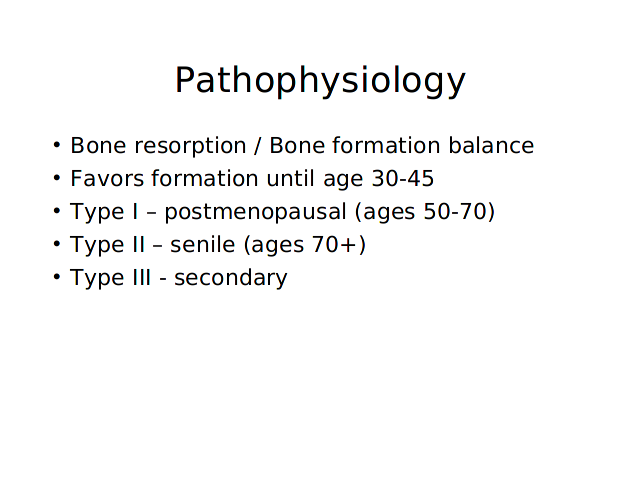 Pathophysiology
• Bone resorption / Bone formation balance
• Favors formation until age 30-45
• Type I – postmenopausal (ages 50-70)
• Type II – senile (ages 70+)
• Type III - secondary